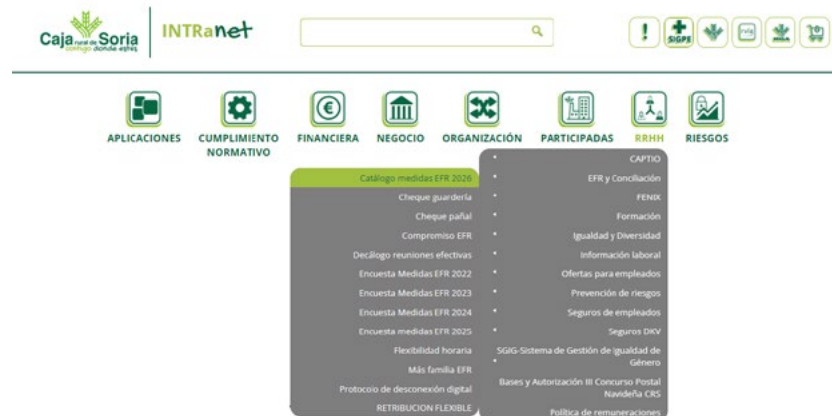 Caja rural de Soria
contigo donde estés
INTRanet
!
SIGPE
ruralg
APLICACIONES
CUMPLIMIENTO
NORMATIVO
FINANCIERA
NEGOCIO
ORGANIZACIÓN
PARTICIPADAS
RRHH
RIESGOS
Catálogo medidas EFR 2026
Cheque guardería
Cheque pañal
Compromiso EFR
Decálogo reuniones efectivas
Encuesta Medidas EFR 2022
Encuesta Medidas EFR 2023
Encuesta Medidas EFR 2024
Encuesta medidas EFR 2025
Flexibilidad horaria
Más familia EFR
Protocolo de desconexión digital
RETRIBUCION FLEXIBLE
CAPTIO
EFR y Conciliación
FENIX
Formación
Igualdad y Diversidad
Información laboral
Ofertas para empleados
Prevención de riesgos
Seguros de empleados
Seguros DKV
SGIG-Sistema de Gestión de Igualdad de
Género
Bases y Autorización III Concurso Postal
Navideña CRS
Política de remuneraciones